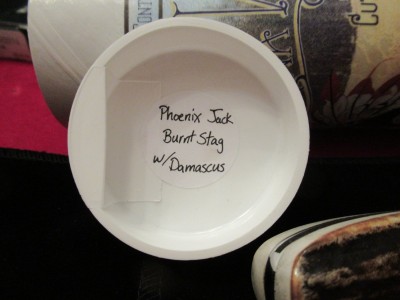 Phoenix Jack
Burnt Stag
w/Damascus